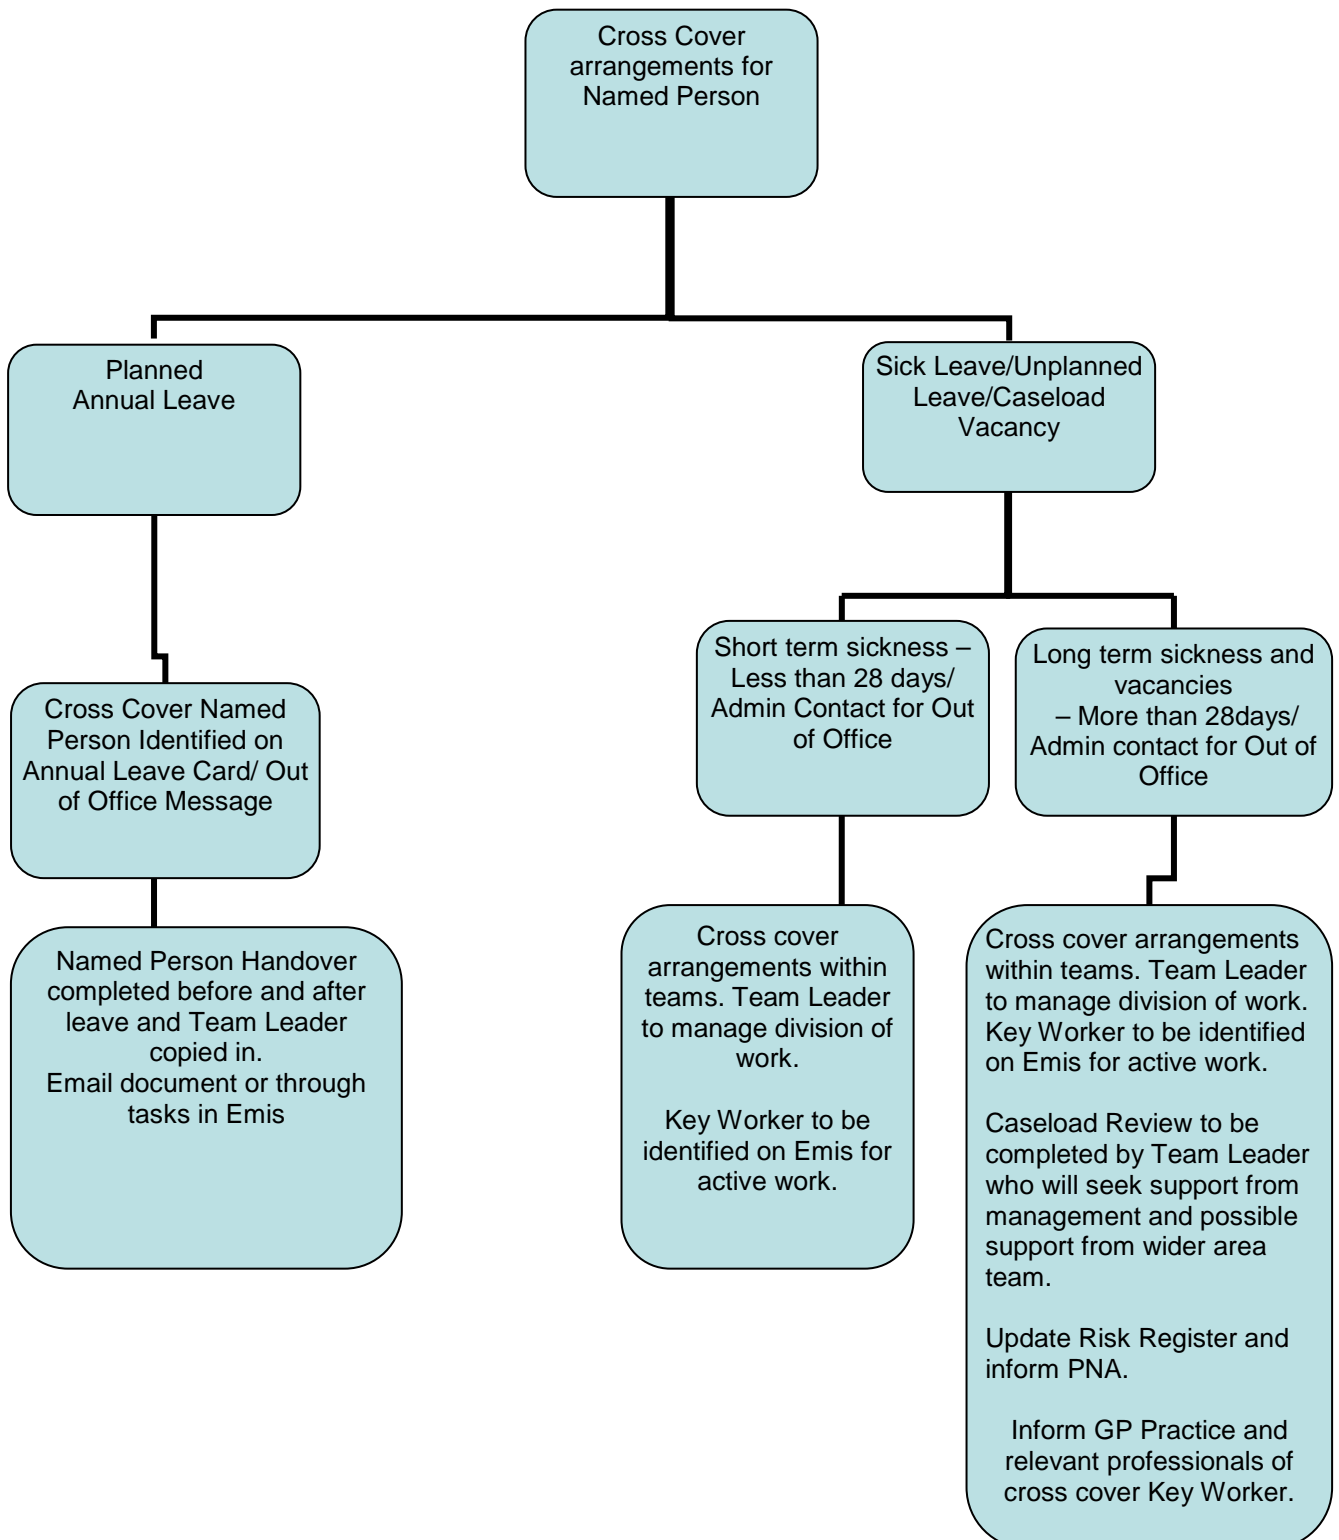 Cross Cover
arrangements for
Named Person
Planned
Annual Leave
Sick Leave/Unplanned
Leave/Caseload
Vacancy
Cross Cover Named
Person Identified on
Annual Leave Card/ Out
of Office Message
Short term sickness –
Less than 28 days/
Admin Contact for Out
of Office
Long term sickness and
vacancies
– More than 28days/
Admin contact for Out of
Office
Named Person Handover
completed before and after
leave and Team Leader
copied in.
Email document or through
tasks in Emis
Cross cover
arrangements within
teams. Team Leader
to manage division of
work.
Key Worker to be
identified on Emis for
active work.
Cross cover arrangements
within teams. Team Leader
to manage division of work.
Key Worker to be identified
on Emis for active work.
Caseload Review to be
completed by Team Leader
who will seek support from
management and possible
support from wider area
team.
Update Risk Register and
inform PNA.
Inform GP Practice and
relevant professionals of
cross cover Key Worker.